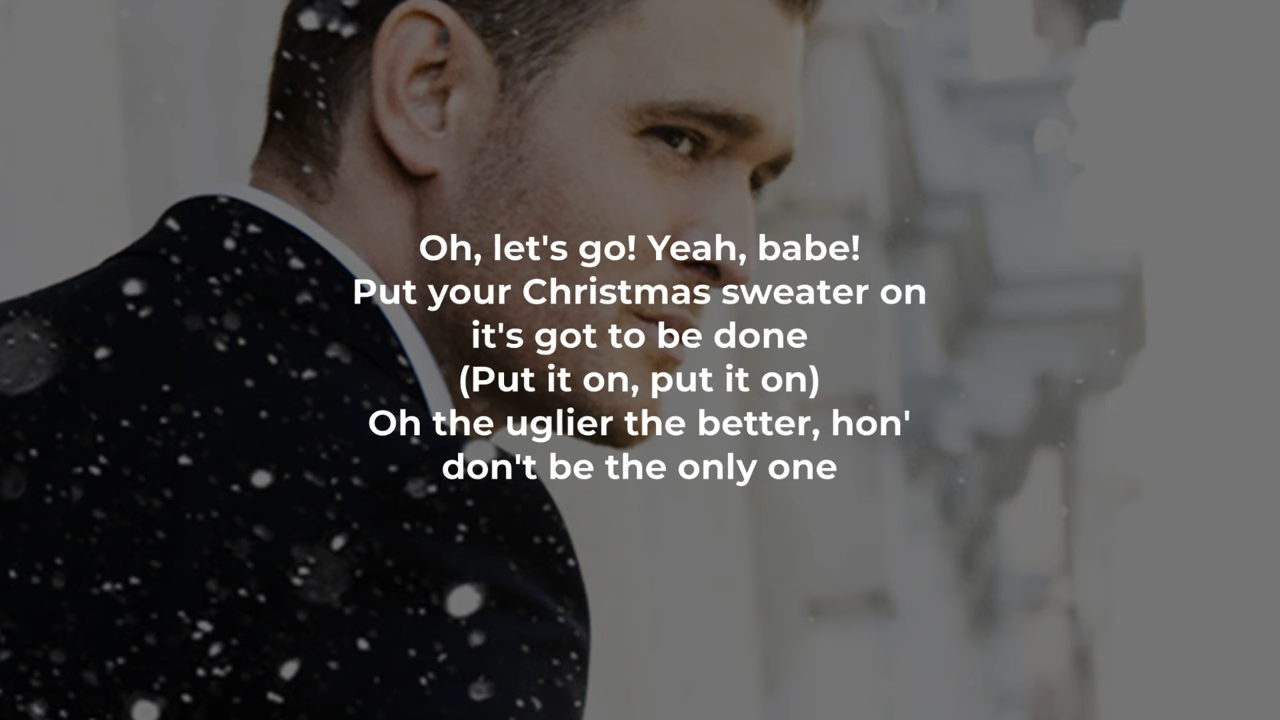 Oh, let's go! Yeah, babe!
Put your Christmas sweater on
it's got to be done
(Put it on, put it on)
Oh the uglier the better, hon'
don't be the only one